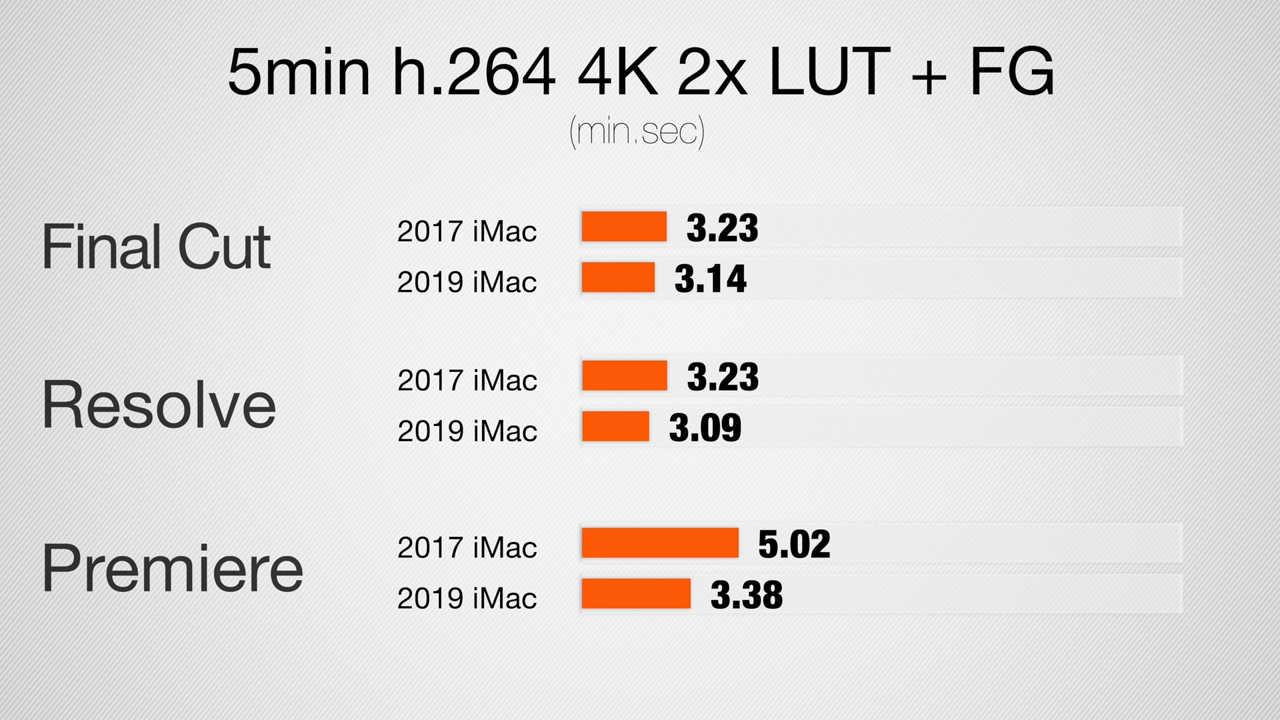 5min h.264 4K 2x LUT + FG
(min.sec)
Final Cut
2017 iMac 3.23
2019 iMac 3.14
Resolve
2017 iMac 3.23
2019 iMac 3.09
Premiere
2017 iMac 5.02
2019 iMac 3.38